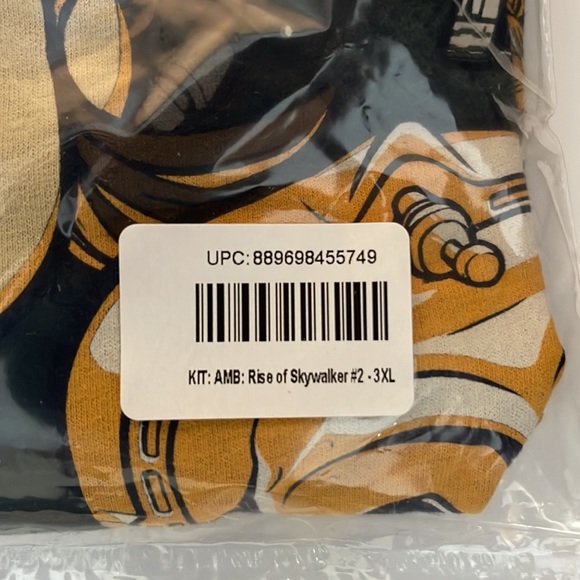 UPC: 889698455749
KIT: AMB: Rise of Skywalker #2 - 3XL